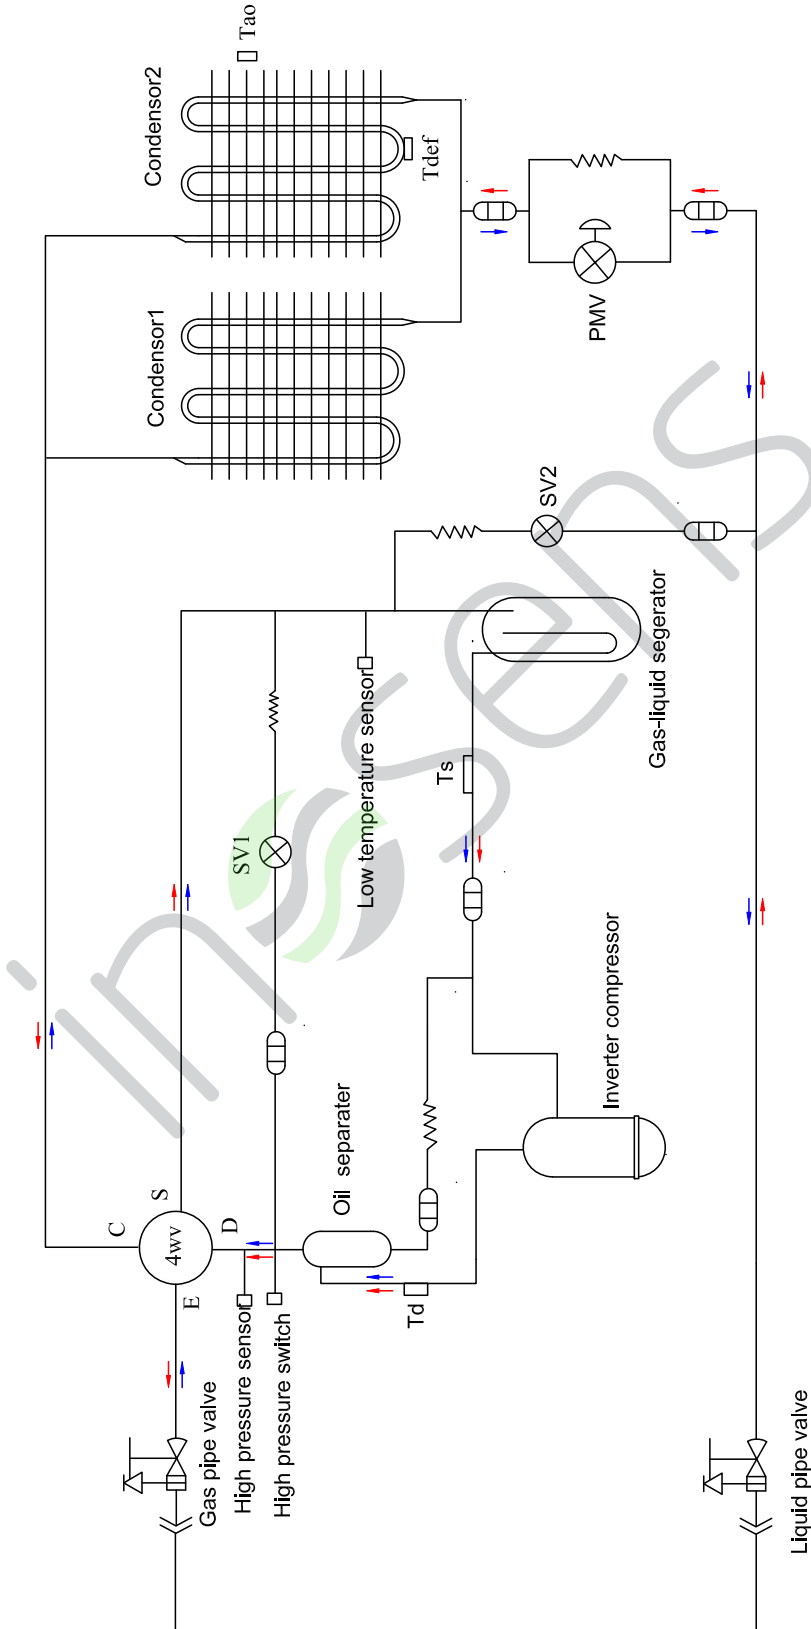 Tao
Condensor2
Tdef
Condensor1
PMV
SV2
Gas-liquid segerator
Ts
Low temperature sensor
SV1
Inverter compressor
Oil separater
S
C
D
4wv
E
Td
High pressure sensor
High pressure switch
Gas pipe valve
Liquid pipe valve
insens